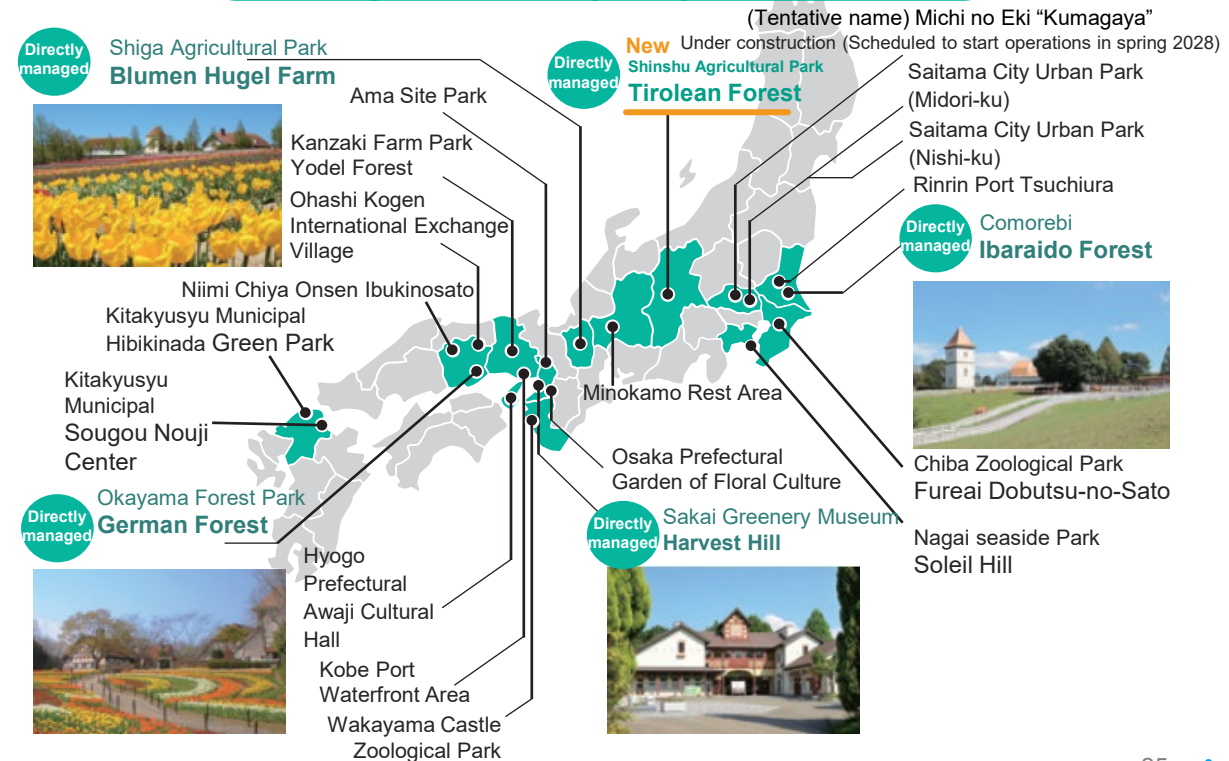 (Tentative name) Michi no Eki “Kumagaya”
Under construction (Scheduled to start operations in spring 2028)
Directly
managed
Shiga Agricultural Park
Blumen Hugel Farm
Directly
managed
New
Shinshu Agricultural Park
Tirolean Forest
Ama Site Park
Kanzaki Farm Park
Yodel Forest
Ohashi Kogen
International Exchange
Village
Niimi Chiya Onsen Ibukinosato
Kitakyusyu Municipal
Hibikinada Green Park
Kitakyusyu
Municipal
Sougou Nouji
Center
Saitama City Urban Park
(Midori-ku)
Saitama City Urban Park
(Nishi-ku)
Rinrin Port Tsuchiura
Directly
managed
Comorebi
Ibaraido Forest
Minokamo Rest Area
Osaka Prefectural
Garden of Floral Culture
Chiba Zoological Park
Fureai Dobutsu-no-Sato
Nagai seaside Park
Soleil Hill
Directly
managed
Okayama Forest Park
German Forest
Directly
managed
Sakai Greenery Museum
Harvest Hill
Hyogo
Prefectural
Awaji Cultural
Hall
Kobe Port
Waterfront Area
Wakayama Castle
Zoological Park